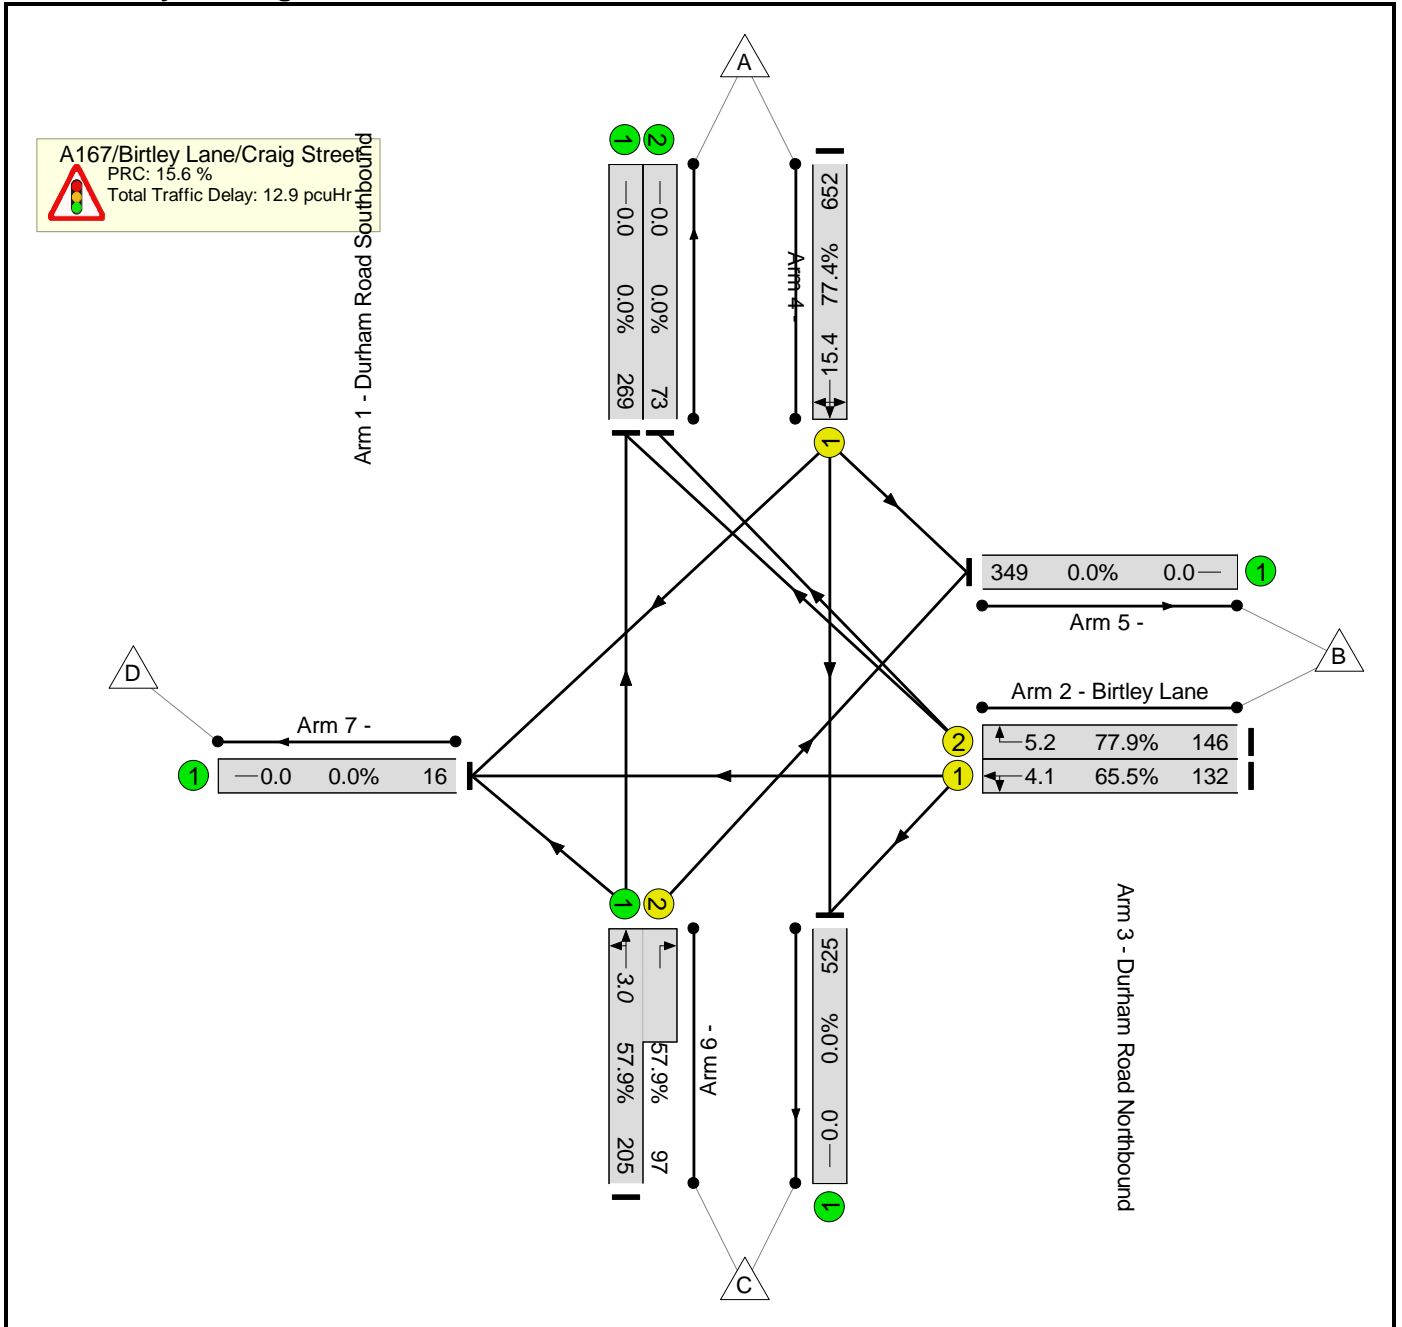 A
A167/Birtley Lane/Craig Street
PRC: 15.6 %
Total Traffic Delay: 12.9 pcuHr
Arm 1 - Durham Road Southbound
1
2
0.0 0.0% 269
0.0 0.0% 73
Arm 4 -
15.4 77.4% 652
1
349 0.0% 0.0
1
Arm 5 -
B
D
Arm 2 - Birtley Lane
Arm 7 -
2
5.2 77.9% 146
1
0.0 0.0% 16
1
4.1 65.5% 132
1
2
3.0 57.9% 205
57.9% 97
Arm 6 -
0.0 0.0% 525
1
Arm 3 - Durham Road Northbound
C